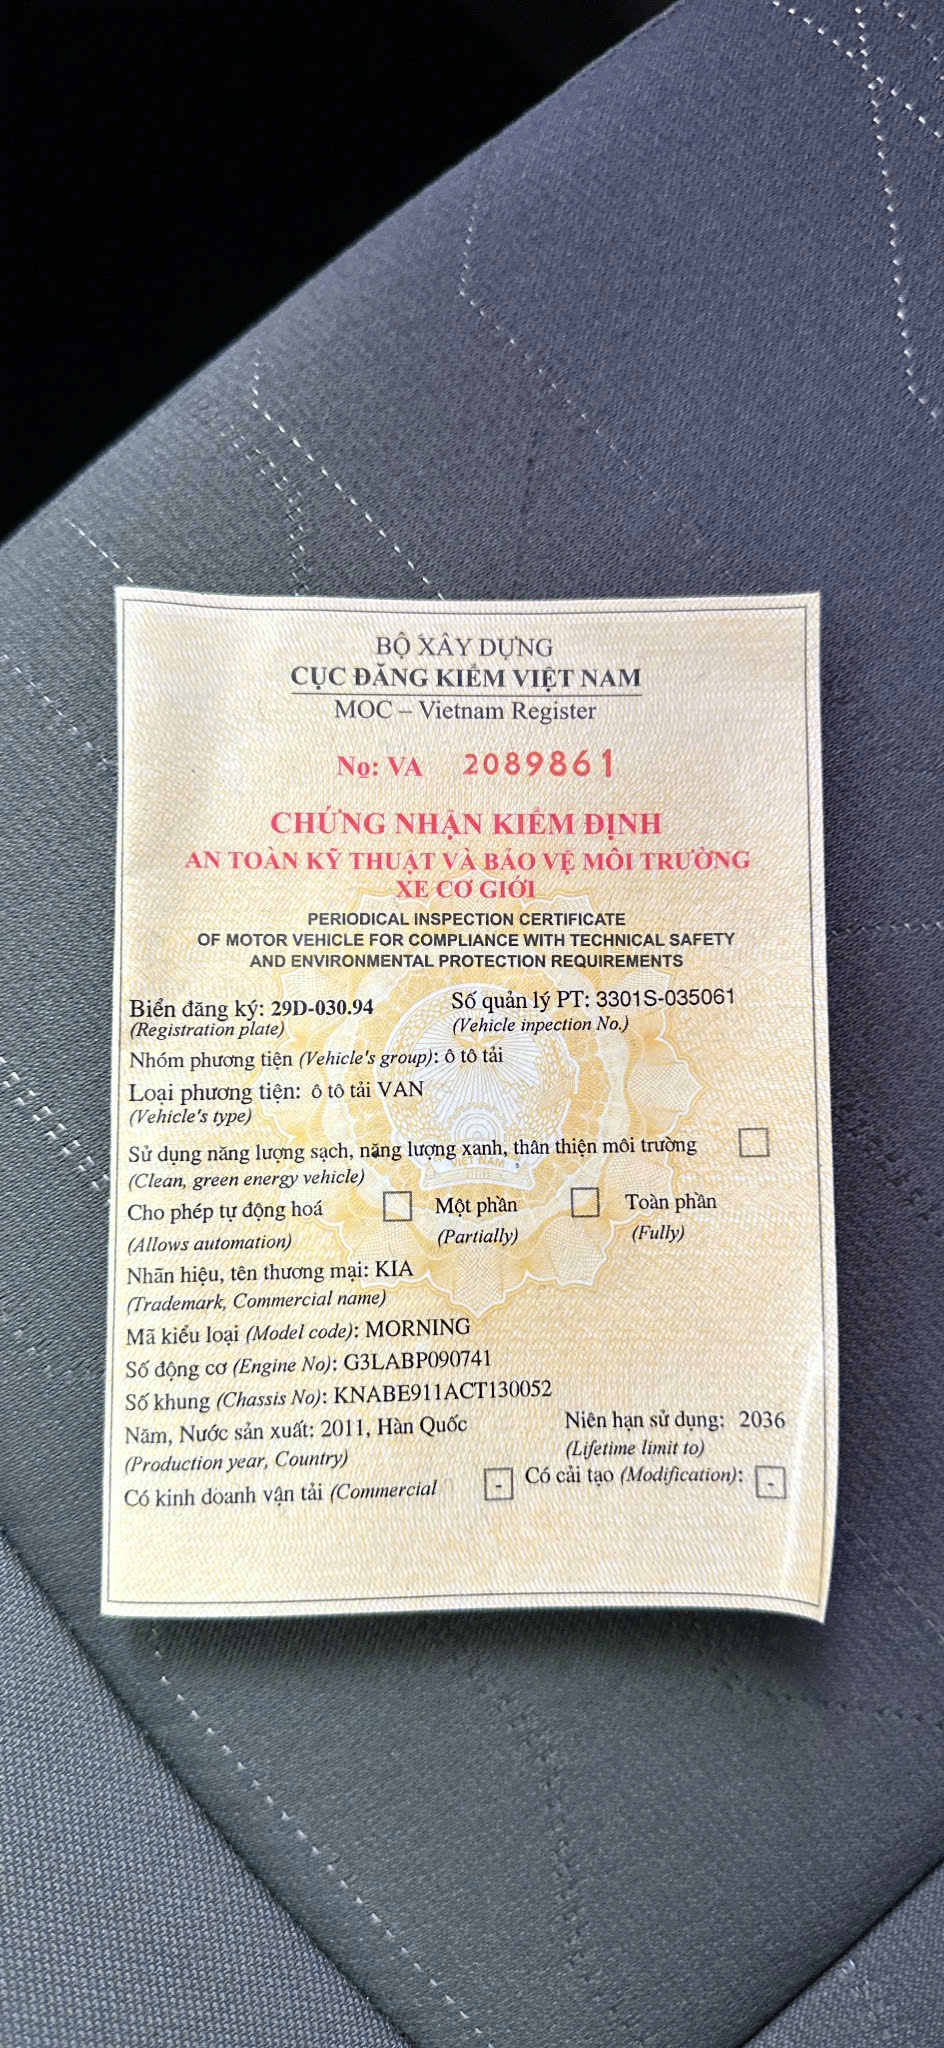 BỘ XÂY DỰNG
CỤC ĐĂNG KIỂM VIỆT NAM
MOC – Vietnam Register
No: VA 2089861
CHỨNG NHẬN KIỂM ĐỊNH
AN TOÀN KỸ THUẬT VÀ BẢO VỆ MÔI TRƯỜNG
XE CƠ GIỚI
PERIODICAL INSPECTION CERTIFICATE
OF MOTOR VEHICLE FOR COMPLIANCE WITH TECHNICAL SAFETY
AND ENVIRONMENTAL PROTECTION REQUIREMENTS
Biển đăng ký: 29D-030.94 Số quản lý PT: 3301S-035061
(Registration plate) (Vehicle inpection No.)
Nhóm phương tiện (Vehicle's group): ô tô tải
Loại phương tiện: ô tô tải VAN
(Vehicle's type)
Sử dụng năng lượng sạch, năng lượng xanh, thân thiện môi trường
VIỆT NAM
(Clean, green energy vehicle)
Cho phép tự động hoá Một phần Toàn phần
(Allows automation) (Partially) (Fully)
Nhãn hiệu, tên thương mại: KIA
(Trademark, Commercial name)
Mã kiểu loại (Model code): MORNING
Số động cơ (Engine No): G3LABP090741
Số khung (Chassis No): KNABE911ACT130052
Năm, Nước sản xuất: 2011, Hàn Quốc Niên hạn sử dụng: 2036
(Production year, Country) (Lifetime limit to)
Có kinh doanh vận tải (Commercial - Có cải tạo (Modification): -